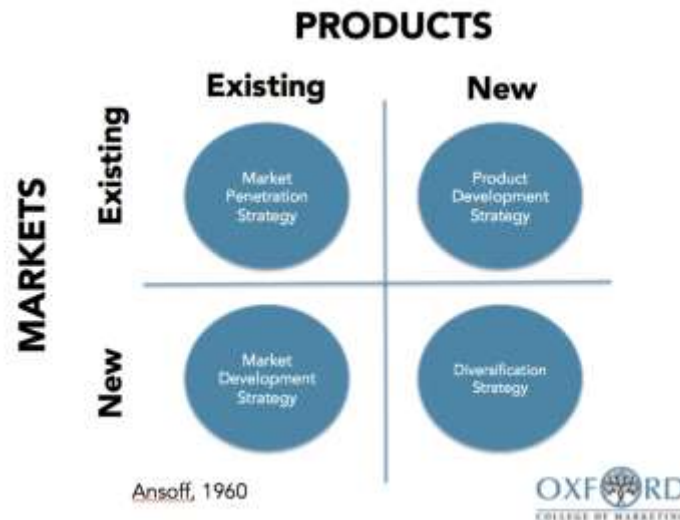 PRODUCTS
Existing
New
MARKETS
Existing
Market
Penetration
Strategy
Product
Development
Strategy
New
Market
Development
Strategy
Diversification
Strategy
Ansoff, 1960
OXFORD
COLLEGE OF MARKETING